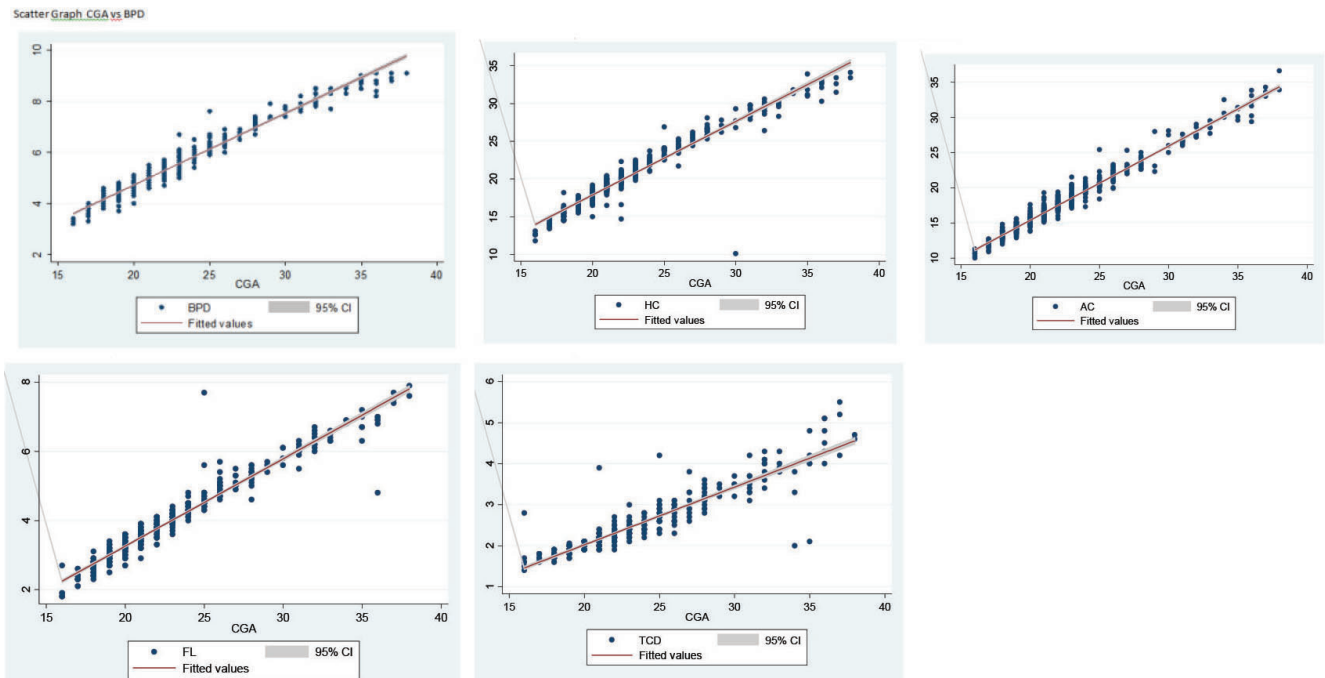 Scatter Graph CGA vs BPD
10
8
6
4
2
15 20 25 30 35 40
CGA
BPD 95% CI
Fitted values
35
30
25
20
15
10
15 20 25 30 35 40
CGA
HC 95% CI
Fitted values
35
30
25
20
15
10
15 20 25 30 35 40
CGA
AC 95% CI
Fitted values
8
6
4
2
15 20 25 30 35 40
CGA
FL 95% CI
Fitted values
6
5
4
3
2
1
15 20 25 30 35 40
CGA
TCD 95% CI
Fitted values